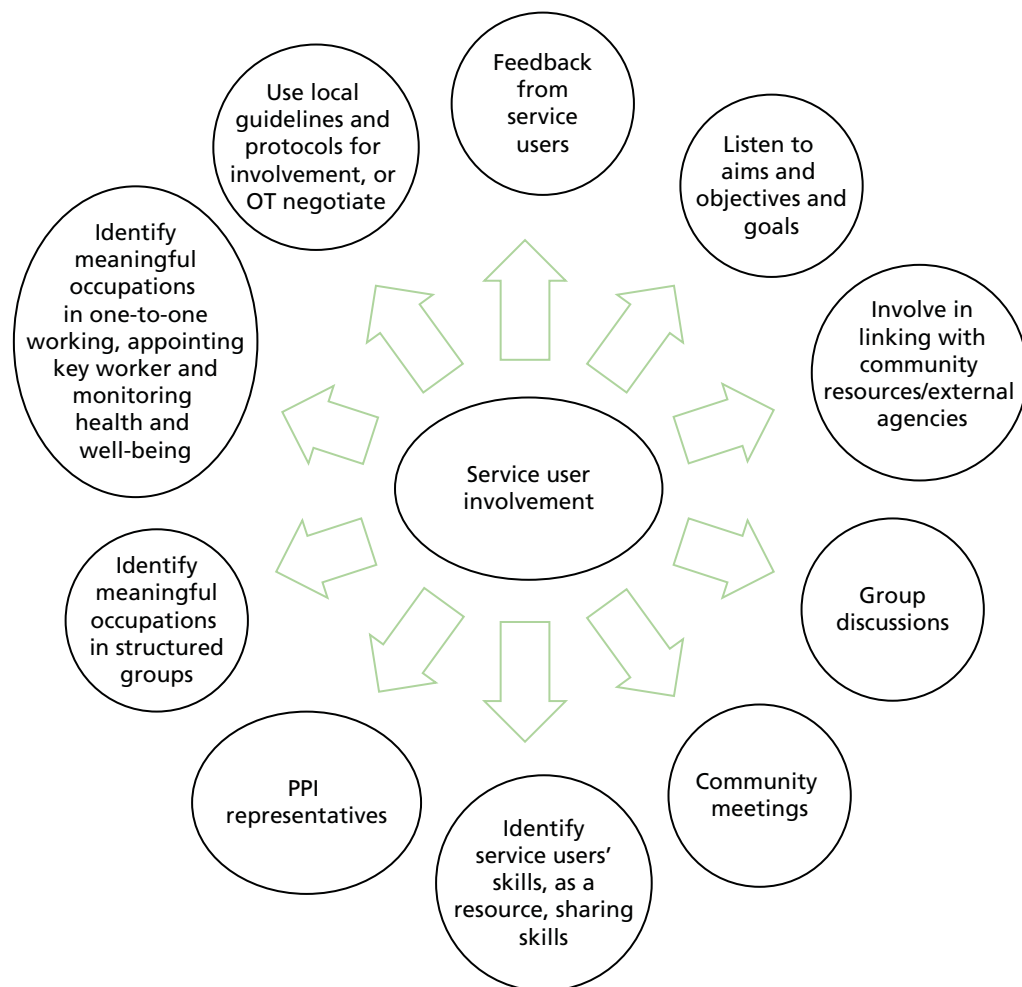 Feedback
from
service
users
Use local
guidelines and
protocols for
involvement, or
OT negotiate
Listen to
aims and
objectives and
goals
Identify
meaningful
occupations
in one-to-one
working, appointing
key worker and
monitoring
health and
well-being
Involve in
linking with
community
resources/external
agencies
Service user
involvement
Identify
meaningful
occupations
in structured
groups
Group
discussions
PPI
representatives
Community
meetings
Identify
service users’
skills, as a
resource, sharing
skills